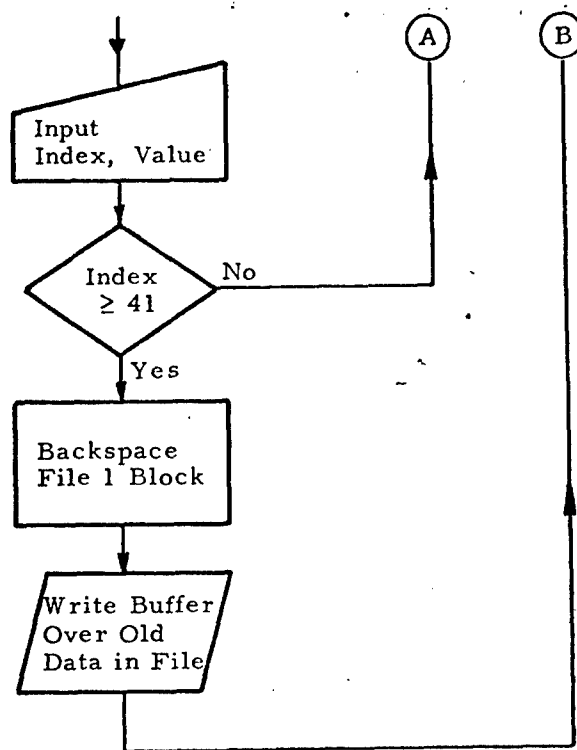 A
B
Input
Index, Value
Index
≥ 41
No
Yes
Backspace
File 1 Block
Write Buffer
Over Old
Data in File